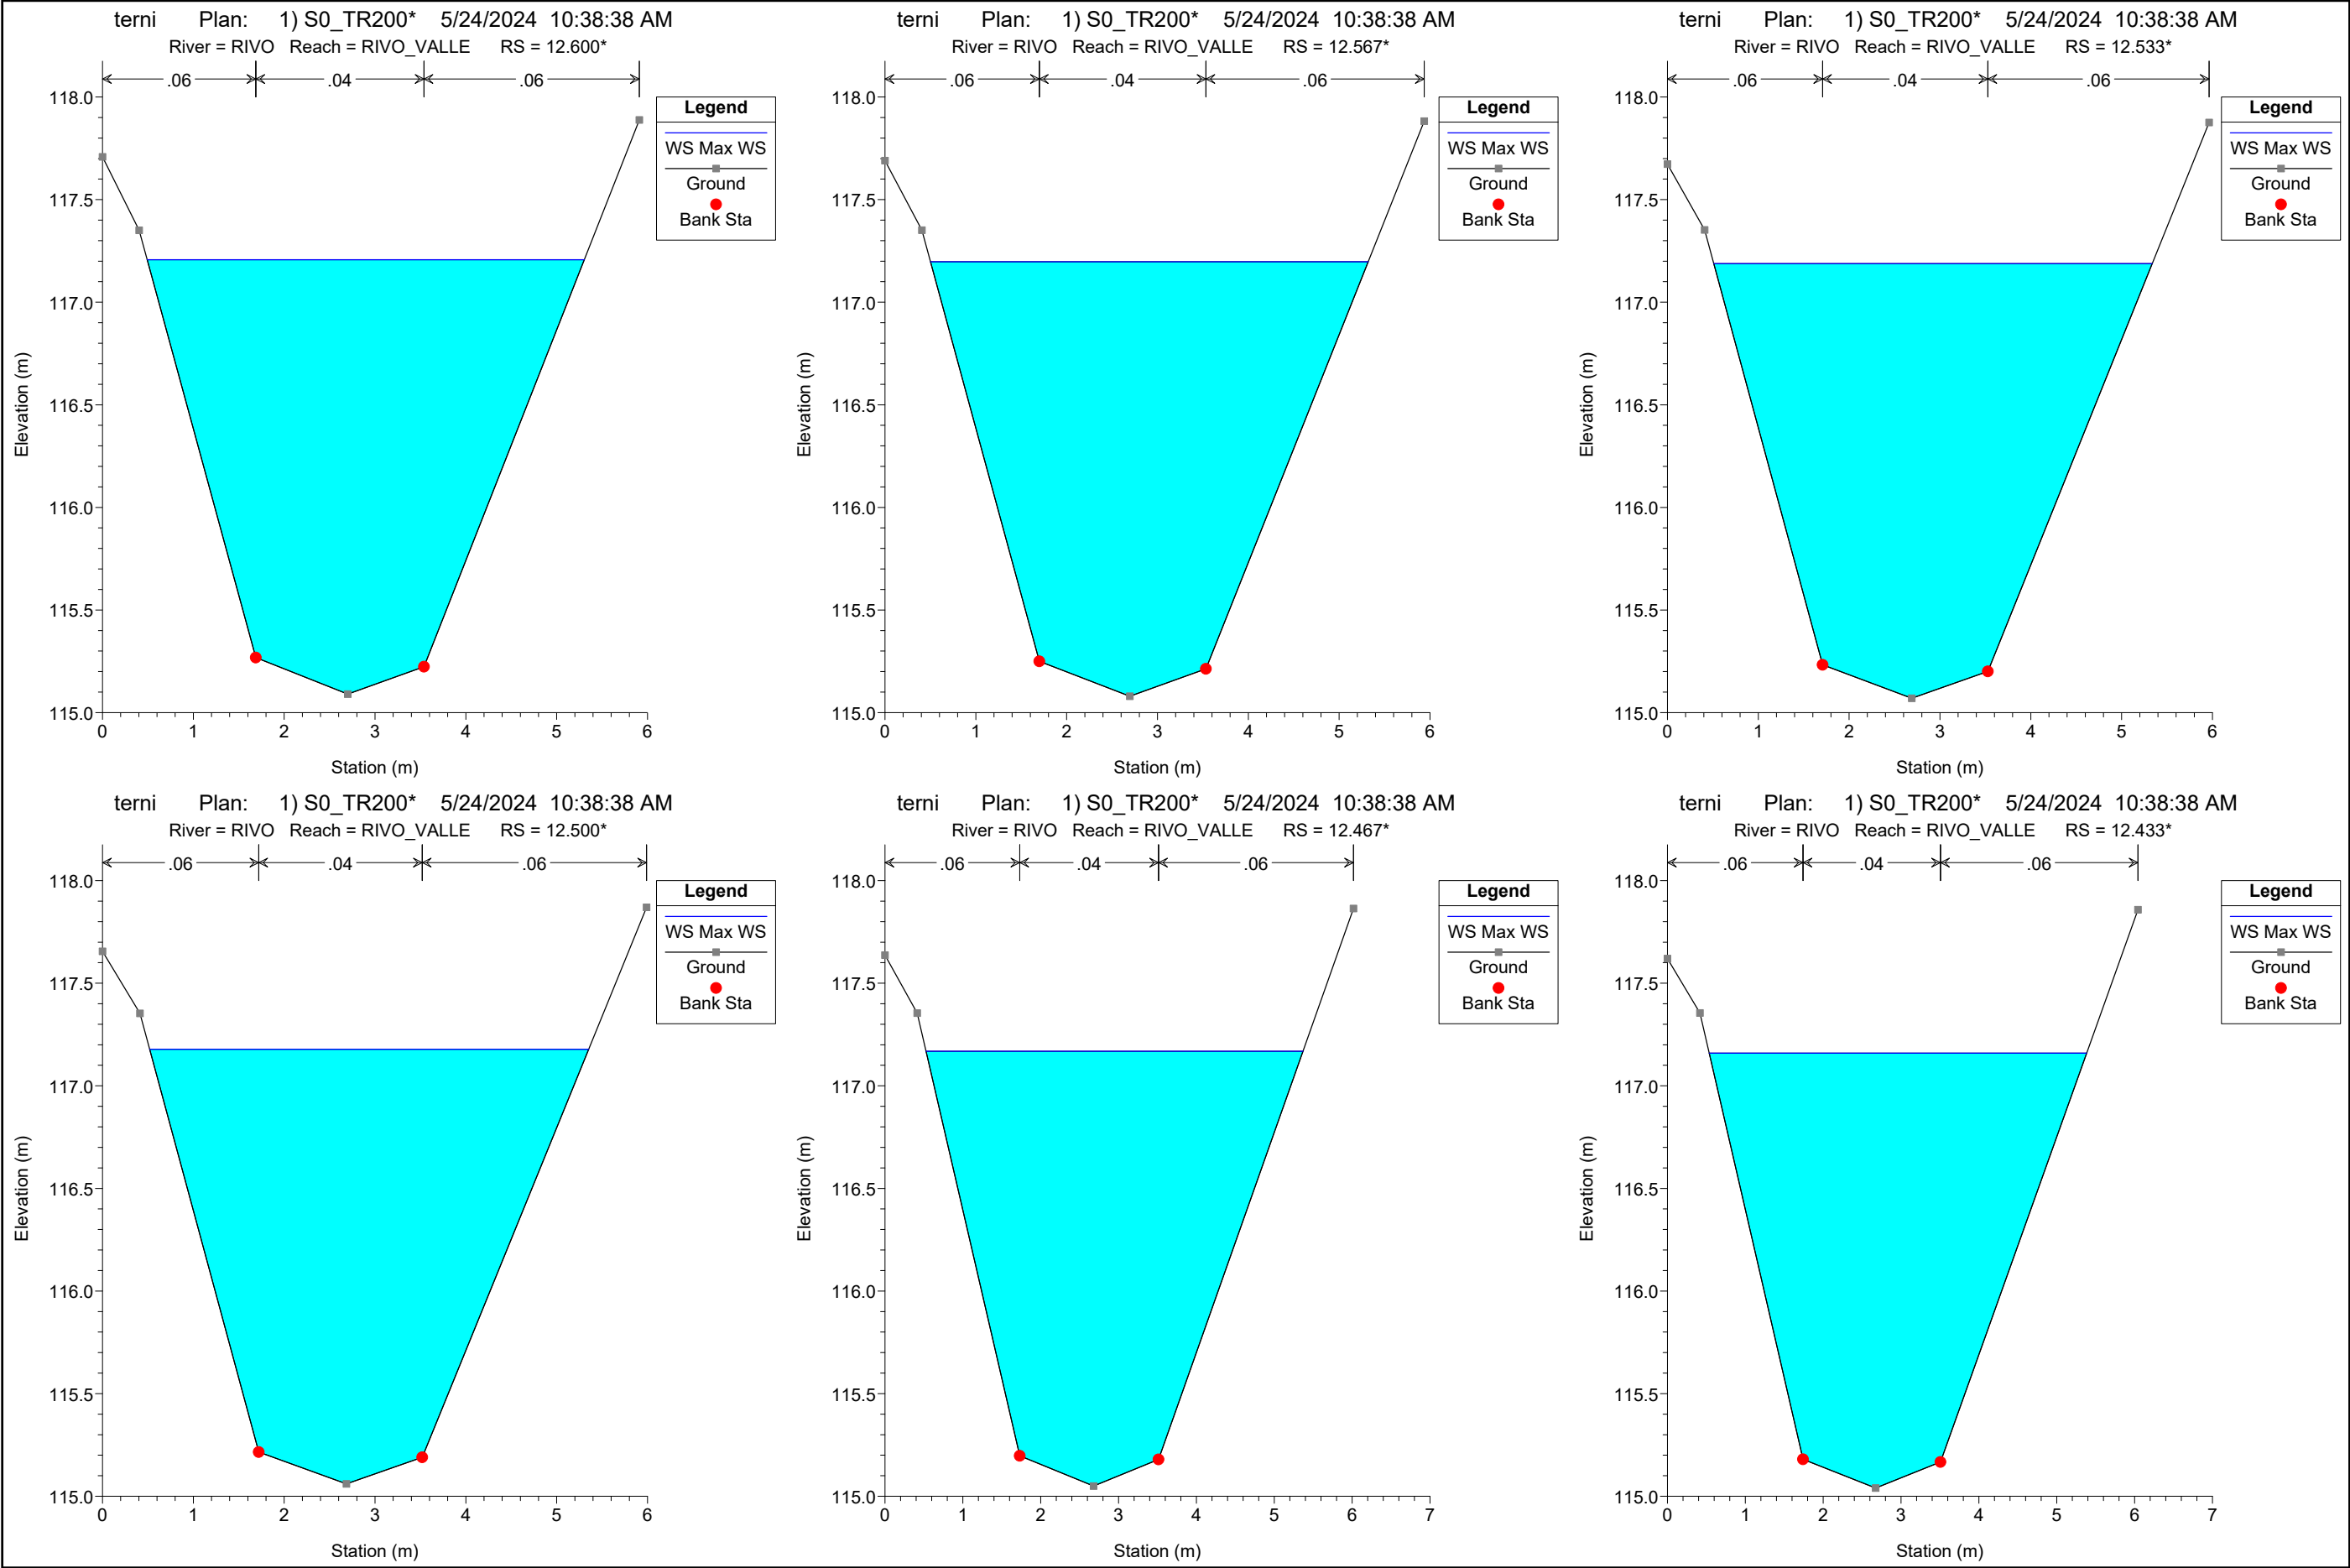 terni Plan: 1) S0_TR200* 5/24/2024 10:38:38 AM
River = RIVO Reach = RIVO_VALLE RS = 12.600*
.06 .04 .06
118.0
117.5
117.0
116.5
116.0
115.5
115.0
Elevation (m)
0 1 2 3 4 5 6
Station (m)
Legend
WS Max WS
Ground
Bank Sta
terni Plan: 1) S0_TR200* 5/24/2024 10:38:38 AM
River = RIVO Reach = RIVO_VALLE RS = 12.567*
.06 .04 .06
118.0
117.5
117.0
116.5
116.0
115.5
115.0
Elevation (m)
0 1 2 3 4 5 6
Station (m)
Legend
WS Max WS
Ground
Bank Sta
terni Plan: 1) S0_TR200* 5/24/2024 10:38:38 AM
River = RIVO Reach = RIVO_VALLE RS = 12.533*
.06 .04 .06
118.0
117.5
117.0
116.5
116.0
115.5
115.0
Elevation (m)
0 1 2 3 4 5 6
Station (m)
Legend
WS Max WS
Ground
Bank Sta
terni Plan: 1) S0_TR200* 5/24/2024 10:38:38 AM
River = RIVO Reach = RIVO_VALLE RS = 12.500*
.06 .04 .06
118.0
117.5
117.0
116.5
116.0
115.5
115.0
Elevation (m)
0 1 2 3 4 5 6
Station (m)
Legend
WS Max WS
Ground
Bank Sta
terni Plan: 1) S0_TR200* 5/24/2024 10:38:38 AM
River = RIVO Reach = RIVO_VALLE RS = 12.467*
.06 .04 .06
118.0
117.5
117.0
116.5
116.0
115.5
115.0
Elevation (m)
0 1 2 3 4 5 6 7
Station (m)
Legend
WS Max WS
Ground
Bank Sta
terni Plan: 1) S0_TR200* 5/24/2024 10:38:38 AM
River = RIVO Reach = RIVO_VALLE RS = 12.433*
.06 .04 .06
118.0
117.5
117.0
116.5
116.0
115.5
115.0
Elevation (m)
0 1 2 3 4 5 6 7
Station (m)
Legend
WS Max WS
Ground
Bank Sta